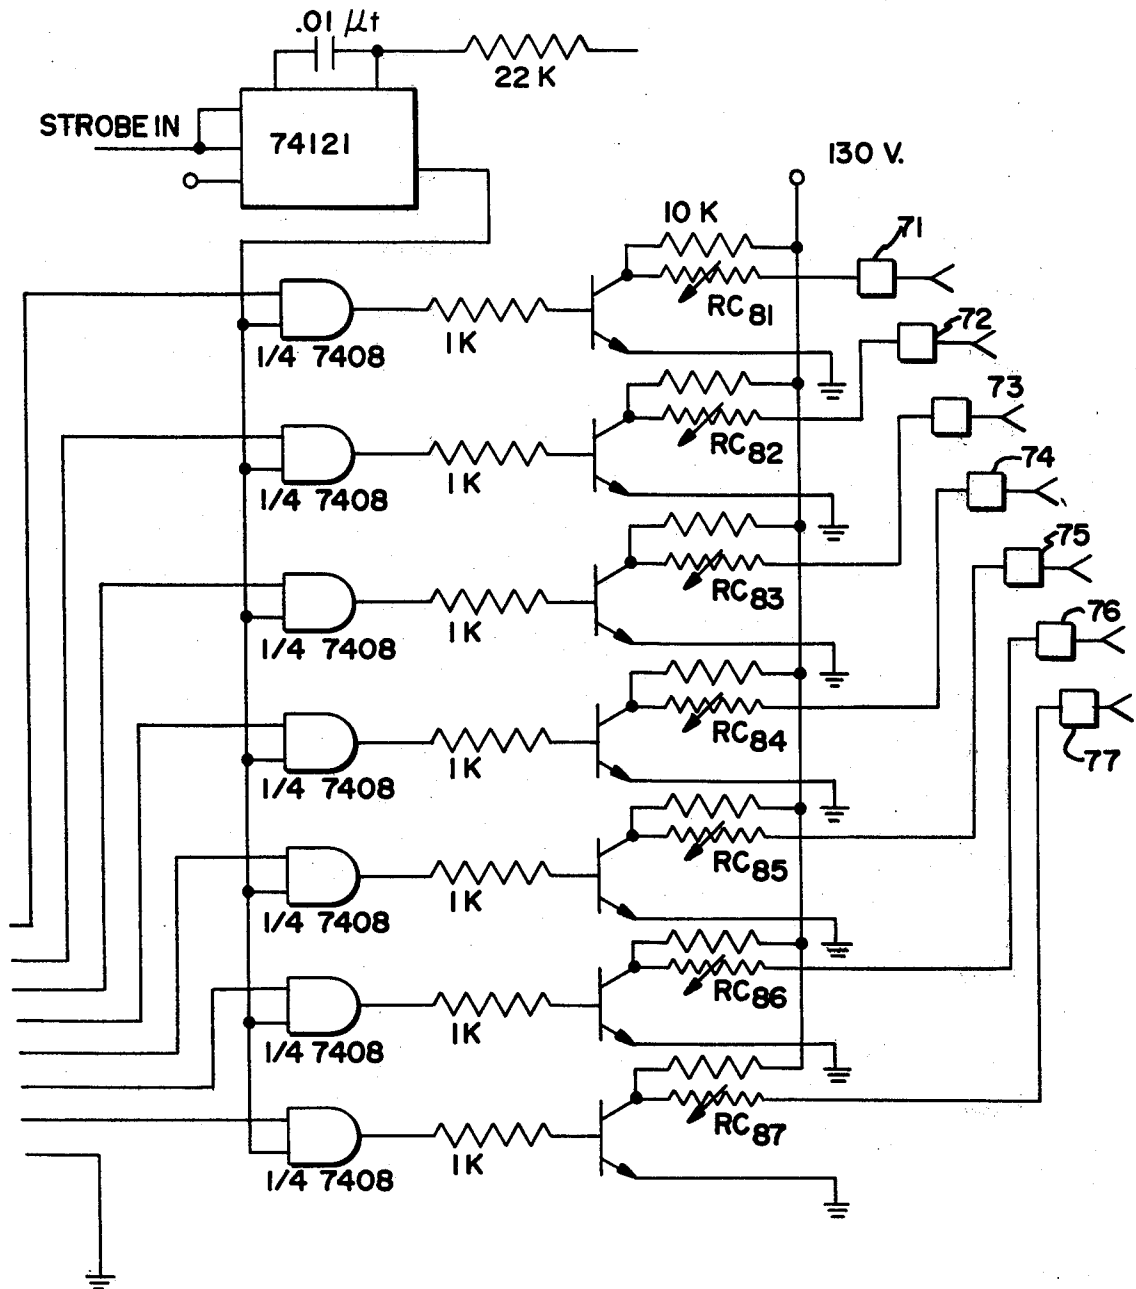 .01 µf
22 K
STROBE IN
74121
130 V.
10 K
71
RC81
1K
1/4 7408
72
RC82
1K
1/4 7408
73
RC83
1K
1/4 7408
74
RC84
1K
1/4 7408
75
RC85
1K
1/4 7408
76
RC86
1K
1/4 7408
77
RC87
1K
1/4 7408